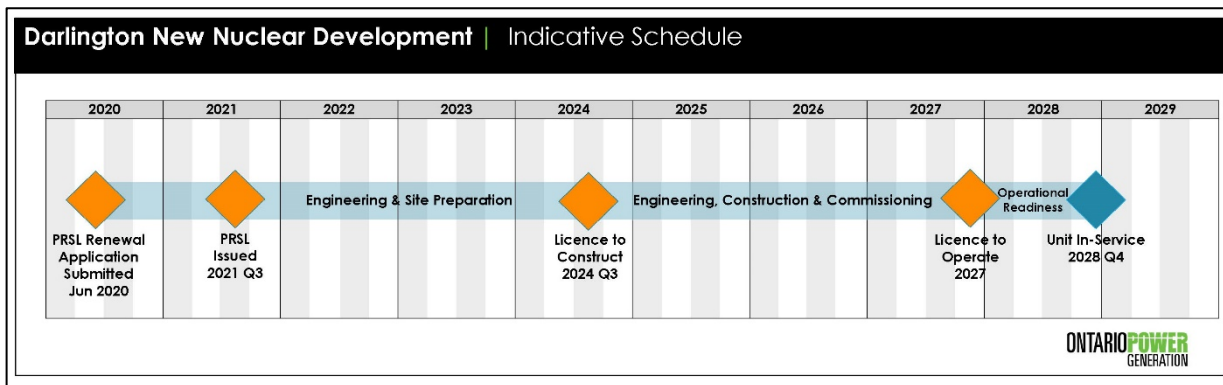 Darlington New Nuclear Development | Indicative Schedule
2020 2021 2022 2023 2024 2025 2026 2027 2028 2029
Engineering & Site Preparation
Engineering, Construction & Commissioning
Operational
Readiness
PRSL Renewal
Application
Submitted
Jun 2020
PRSL
Issued
2021 Q3
Licence to
Construct
2024 Q3
Licence to
Operate
2027
Unit In-Service
2028 Q4
ONTARIOPOWER
GENERATION